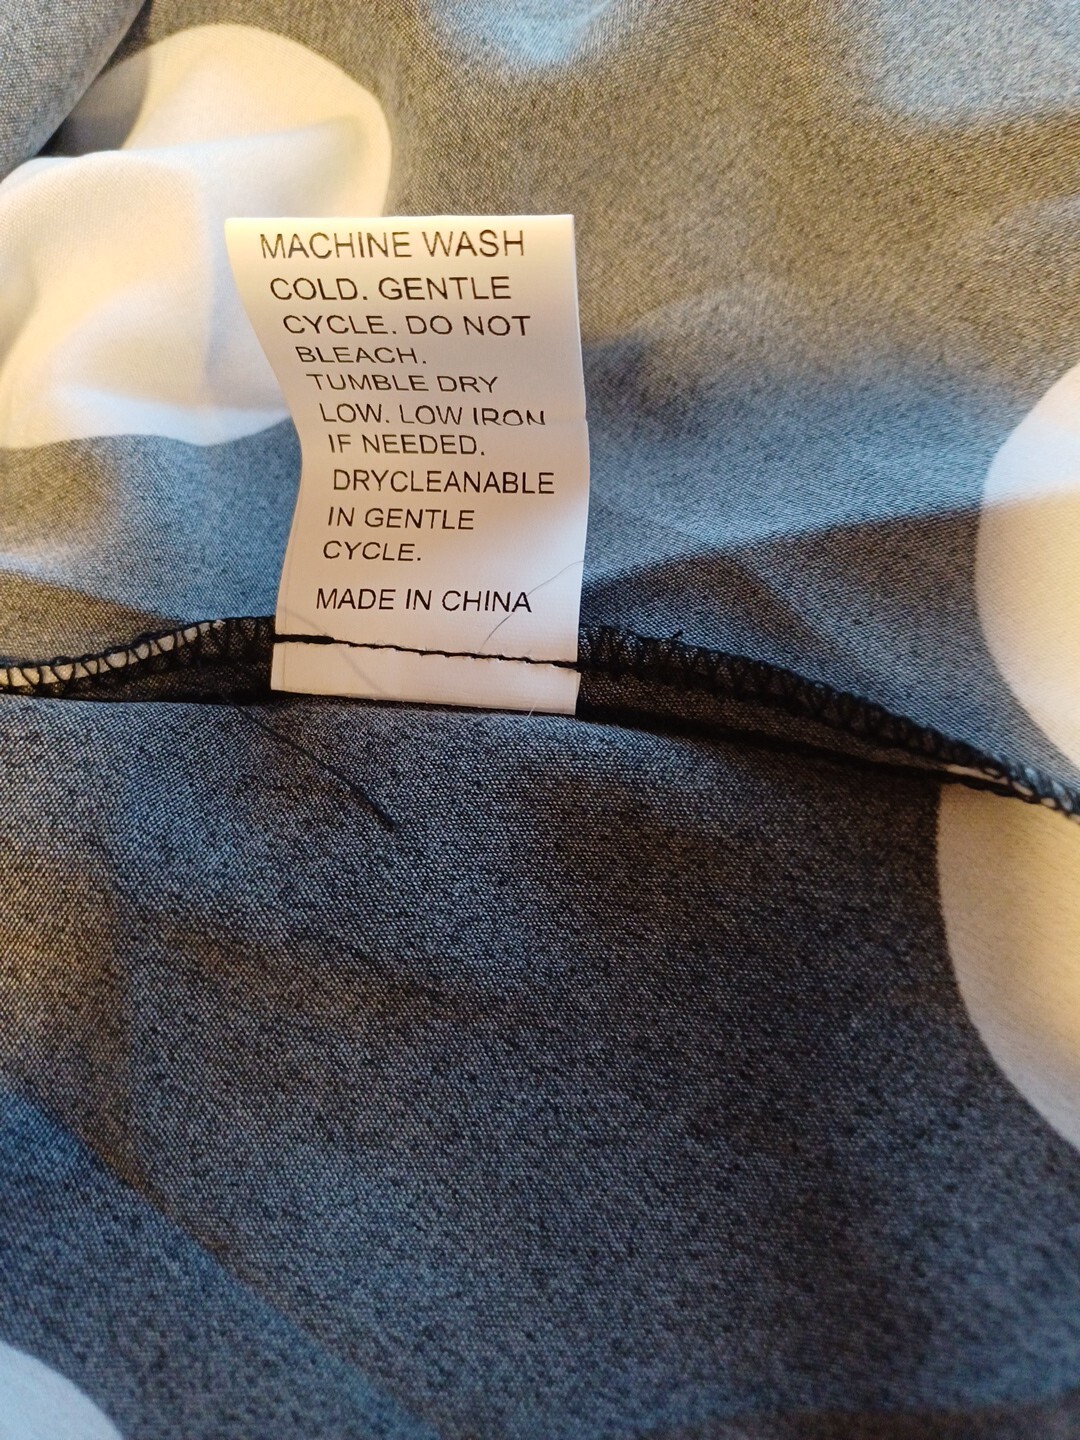 MACHINE WASH
COLD. GENTLE
CYCLE. DO NOT
BLEACH.
TUMBLE DRY
LOW. LOW IRON
IF NEEDED.
DRYCLEANABLE
IN GENTLE
CYCLE.
MADE IN CHINA